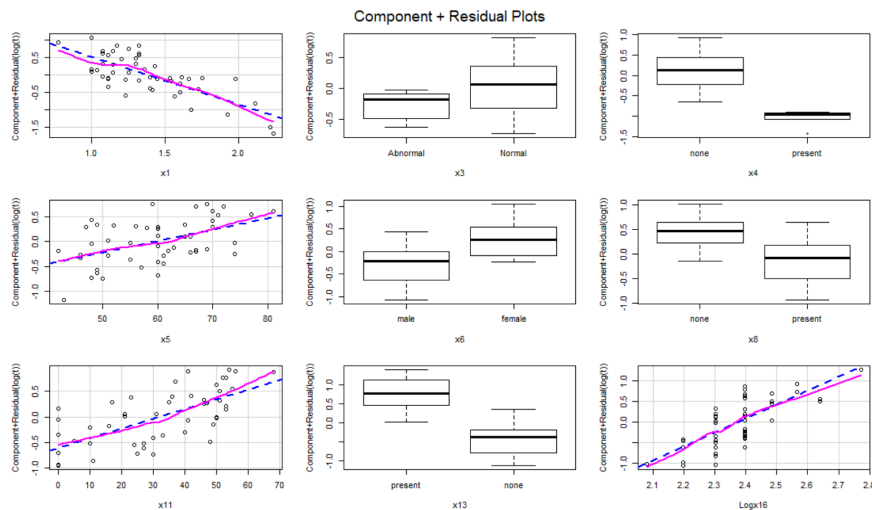 Component + Residual Plots
Component+Residual(log(t))
0.5
-0.5
-1.5
1.0 1.5 2.0
x1
Component+Residual(log(t))
0.5
0.0
-0.5
Abnormal Normal
x3
Component+Residual(log(t))
0.5
0.0
-0.5
-1.5
none present
x4
Component+Residual(log(t))
0.5
0.0
-0.5
-1.0
50 60 70 80
x5
Component+Residual(log(t))
1.0
0.5
0.0
-0.5
-1.0
male female
x6
Component+Residual(log(t))
1.0
0.5
0.0
-0.5
-1.0
none present
x8
Component+Residual(log(t))
0.5
0.0
-0.5
-1.0
0 10 20 30 40 50 60 70
x11
Component+Residual(log(t))
1.0
0.5
0.0
-0.5
-1.0
present none
x13
Component+Residual(log(t))
1.0
0.5
0.0
-0.5
-1.0
2.1 2.2 2.3 2.4 2.5 2.6 2.7 2.8
Logx16